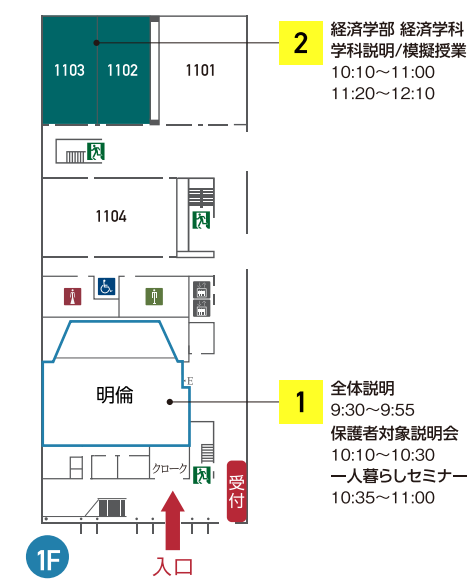 1103
1102
1101
2
経済学部 経済学科
学科説明/模擬授業
10:10〜11:00
11:20〜12:10
1104
明倫
E
1
全体説明
9:30〜9:55
保護者対象説明会
10:10〜10:30
一人暮らしセミナー
10:35〜11:00
クローク
受付
入口
1F